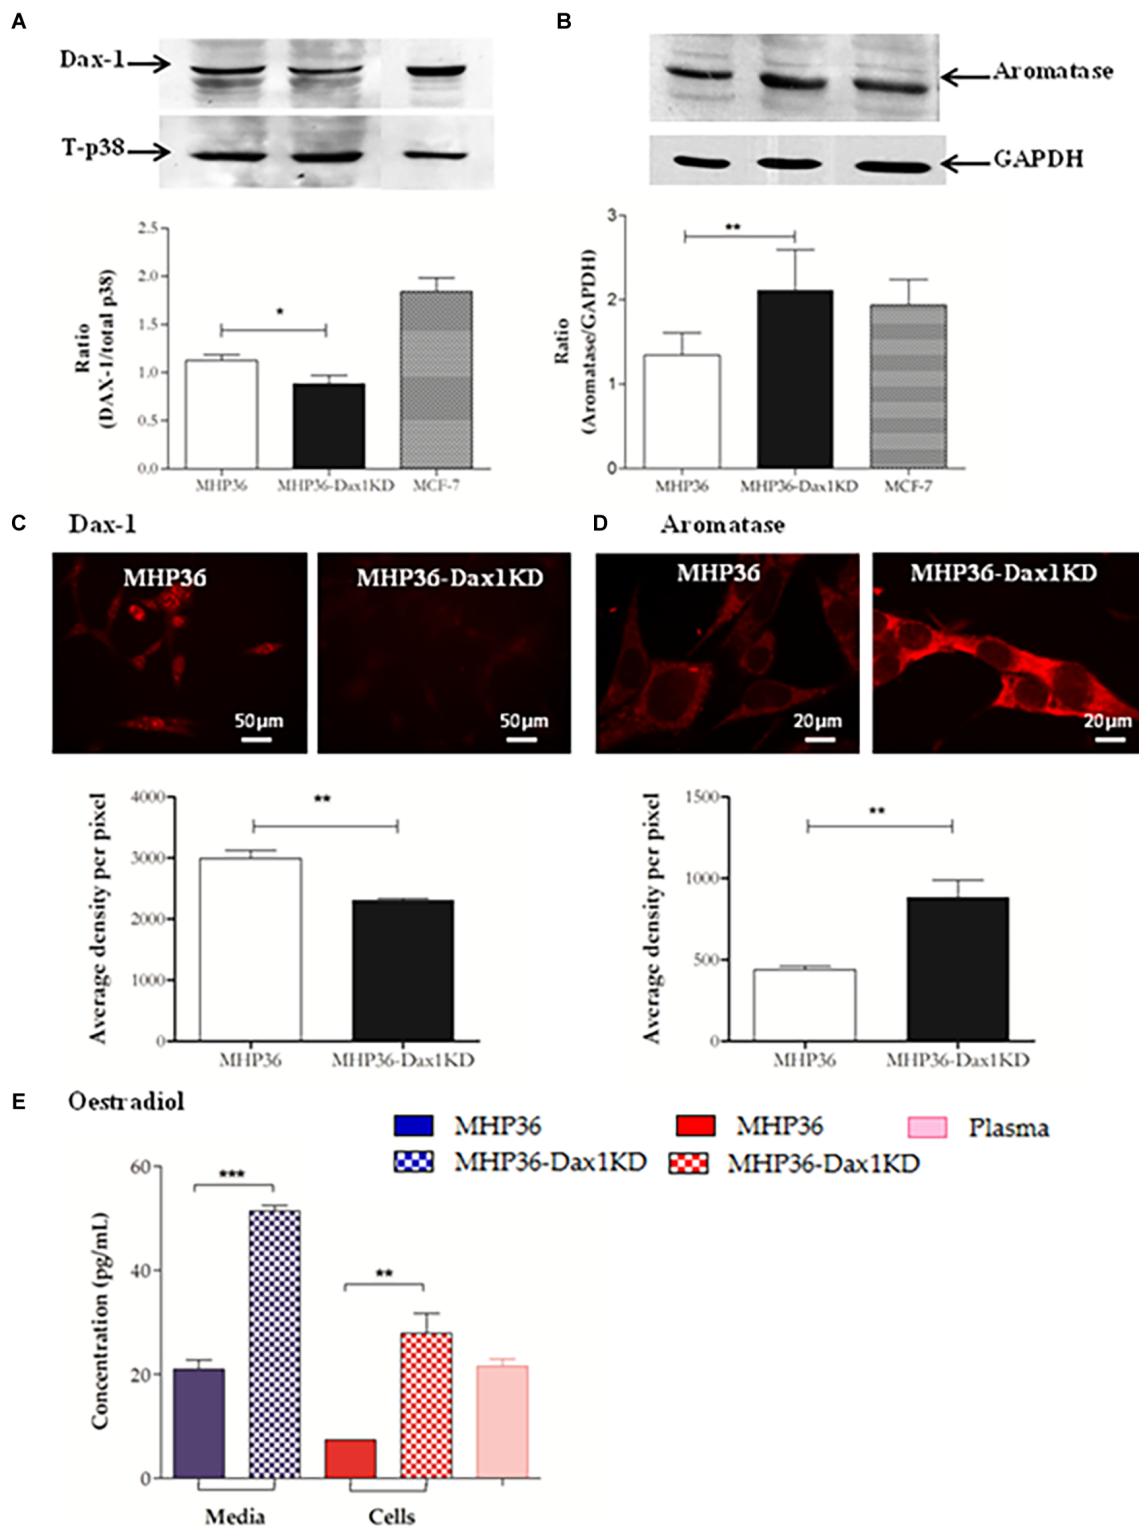 A
B
Dax-1
T-p38
Aromatase
GAPDH
2.5
2.0
1.5
1.0
0.5
0.0
Ratio
(DAX-1/total p38)
*
MHP36
MHP36-Dax1KD
MCF-7
3
2
1
0
Ratio
(Aromatase/GAPDH)
**
MHP36
MHP36-Dax1KD
MCF-7
C
Dax-1
D
Aromatase
MHP36
50µm
MHP36-Dax1KD
50µm
MHP36
20µm
MHP36-Dax1KD
20µm
4000
3000
2000
1000
0
Average density per pixel
**
MHP36
MHP36-Dax1KD
1500
1000
500
0
Average density per pixel
**
MHP36
MHP36-Dax1KD
E
Oestradiol
MHP36
MHP36
Plasma
MHP36-Dax1KD
MHP36-Dax1KD
60
40
20
0
Concentration (pg/mL)
***
**
Media
Cells